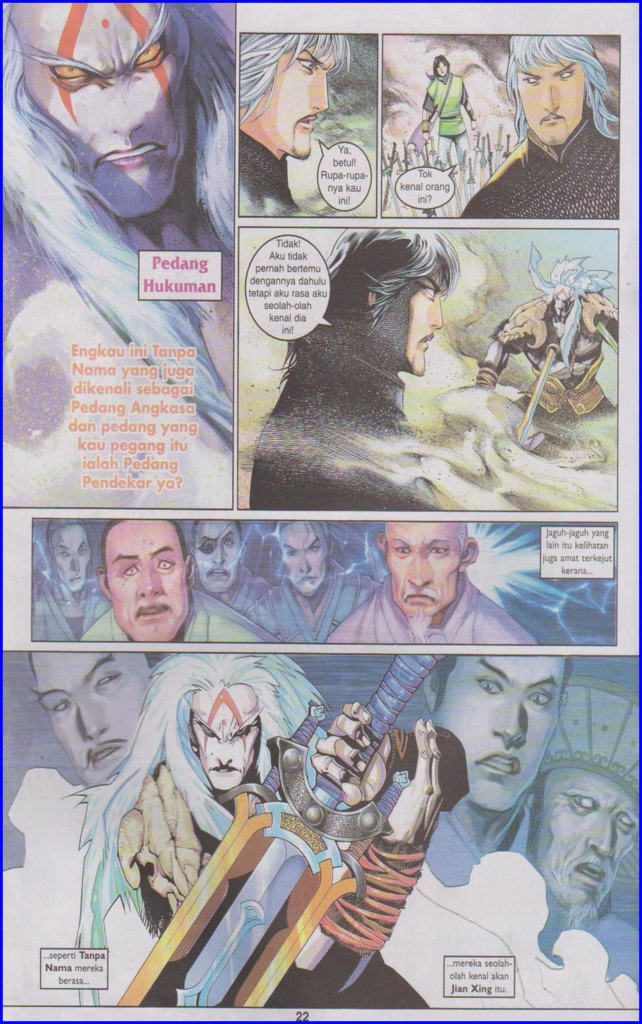 Pedang
Hukuman
Engkau ini Tanpa
Nama yang juga
dikenali sebagai
Pedang Angkasa
dan pedang yang
kau pegang itu
ialah Pedang
Pendekar ya?
Ya,
betul!
Rupa-rupa-
nya kau
ini!
Tok
kenal orang
ini?
Tidak!
Aku tidak
pernah bertemu
dengannya dahulu
tetapi aku rasa aku
seolah-olah
kenal dia
ini!
Jaguh-jaguh yang
lain itu kelihatan
juga amat terkejut
kerana...
...seperti Tanpa
Nama mereka
berasa...
...mereka seolah-
olah kenal akan
Jian Xing itu.
22